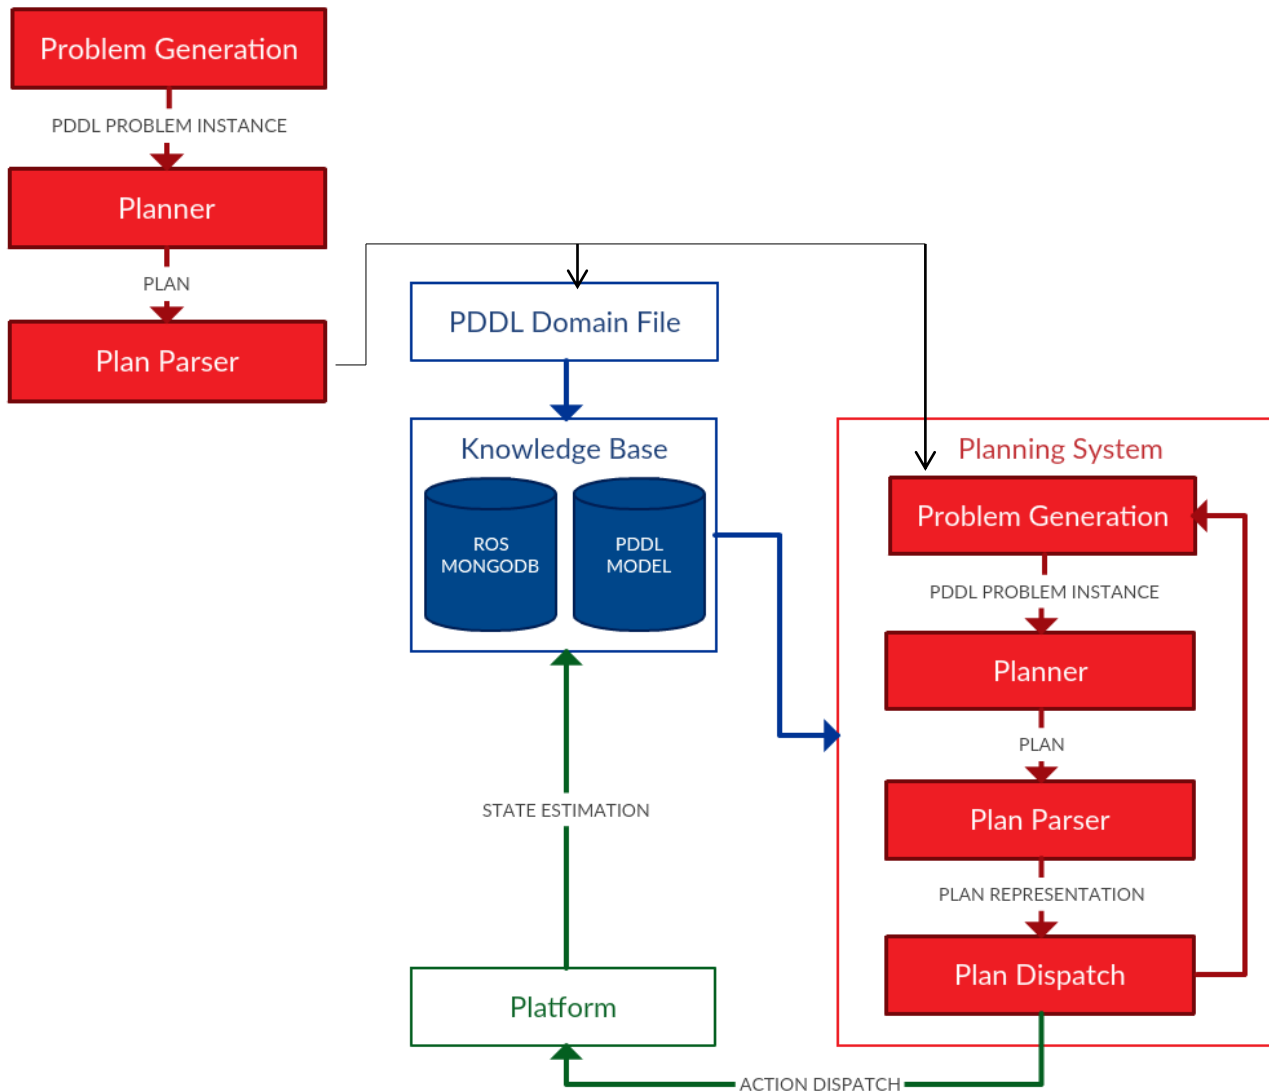 Problem Generation
PDDL PROBLEM INSTANCE
Planner
PLAN
Plan Parser
PDDL Domain File
Knowledge Base
ROS
MONGODB
PDDL
MODEL
STATE ESTIMATION
Platform
Planning System
Problem Generation
PDDL PROBLEM INSTANCE
Planner
PLAN
Plan Parser
PLAN REPRESENTATION
Plan Dispatch
ACTION DISPATCH